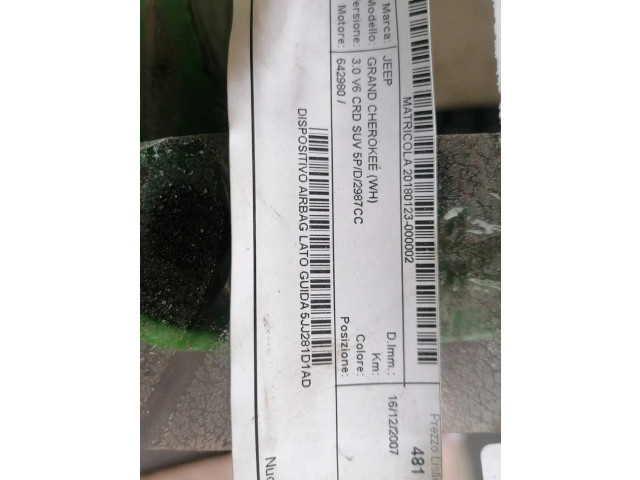 Prezzo
481
MATRICOLA 20180123-000002
Marca: JEEP D.Imm.: 16/12/2007
Modello: GRAND CHEROKEE (WH) Km:
Versione: 3.0 V6 CRD SUV 5P/D/2987CC Colore:
Motore: 642980 / Posizione:
DISPOSITIVO AIRBAG LATO GUIDA 5JJ281D1AD